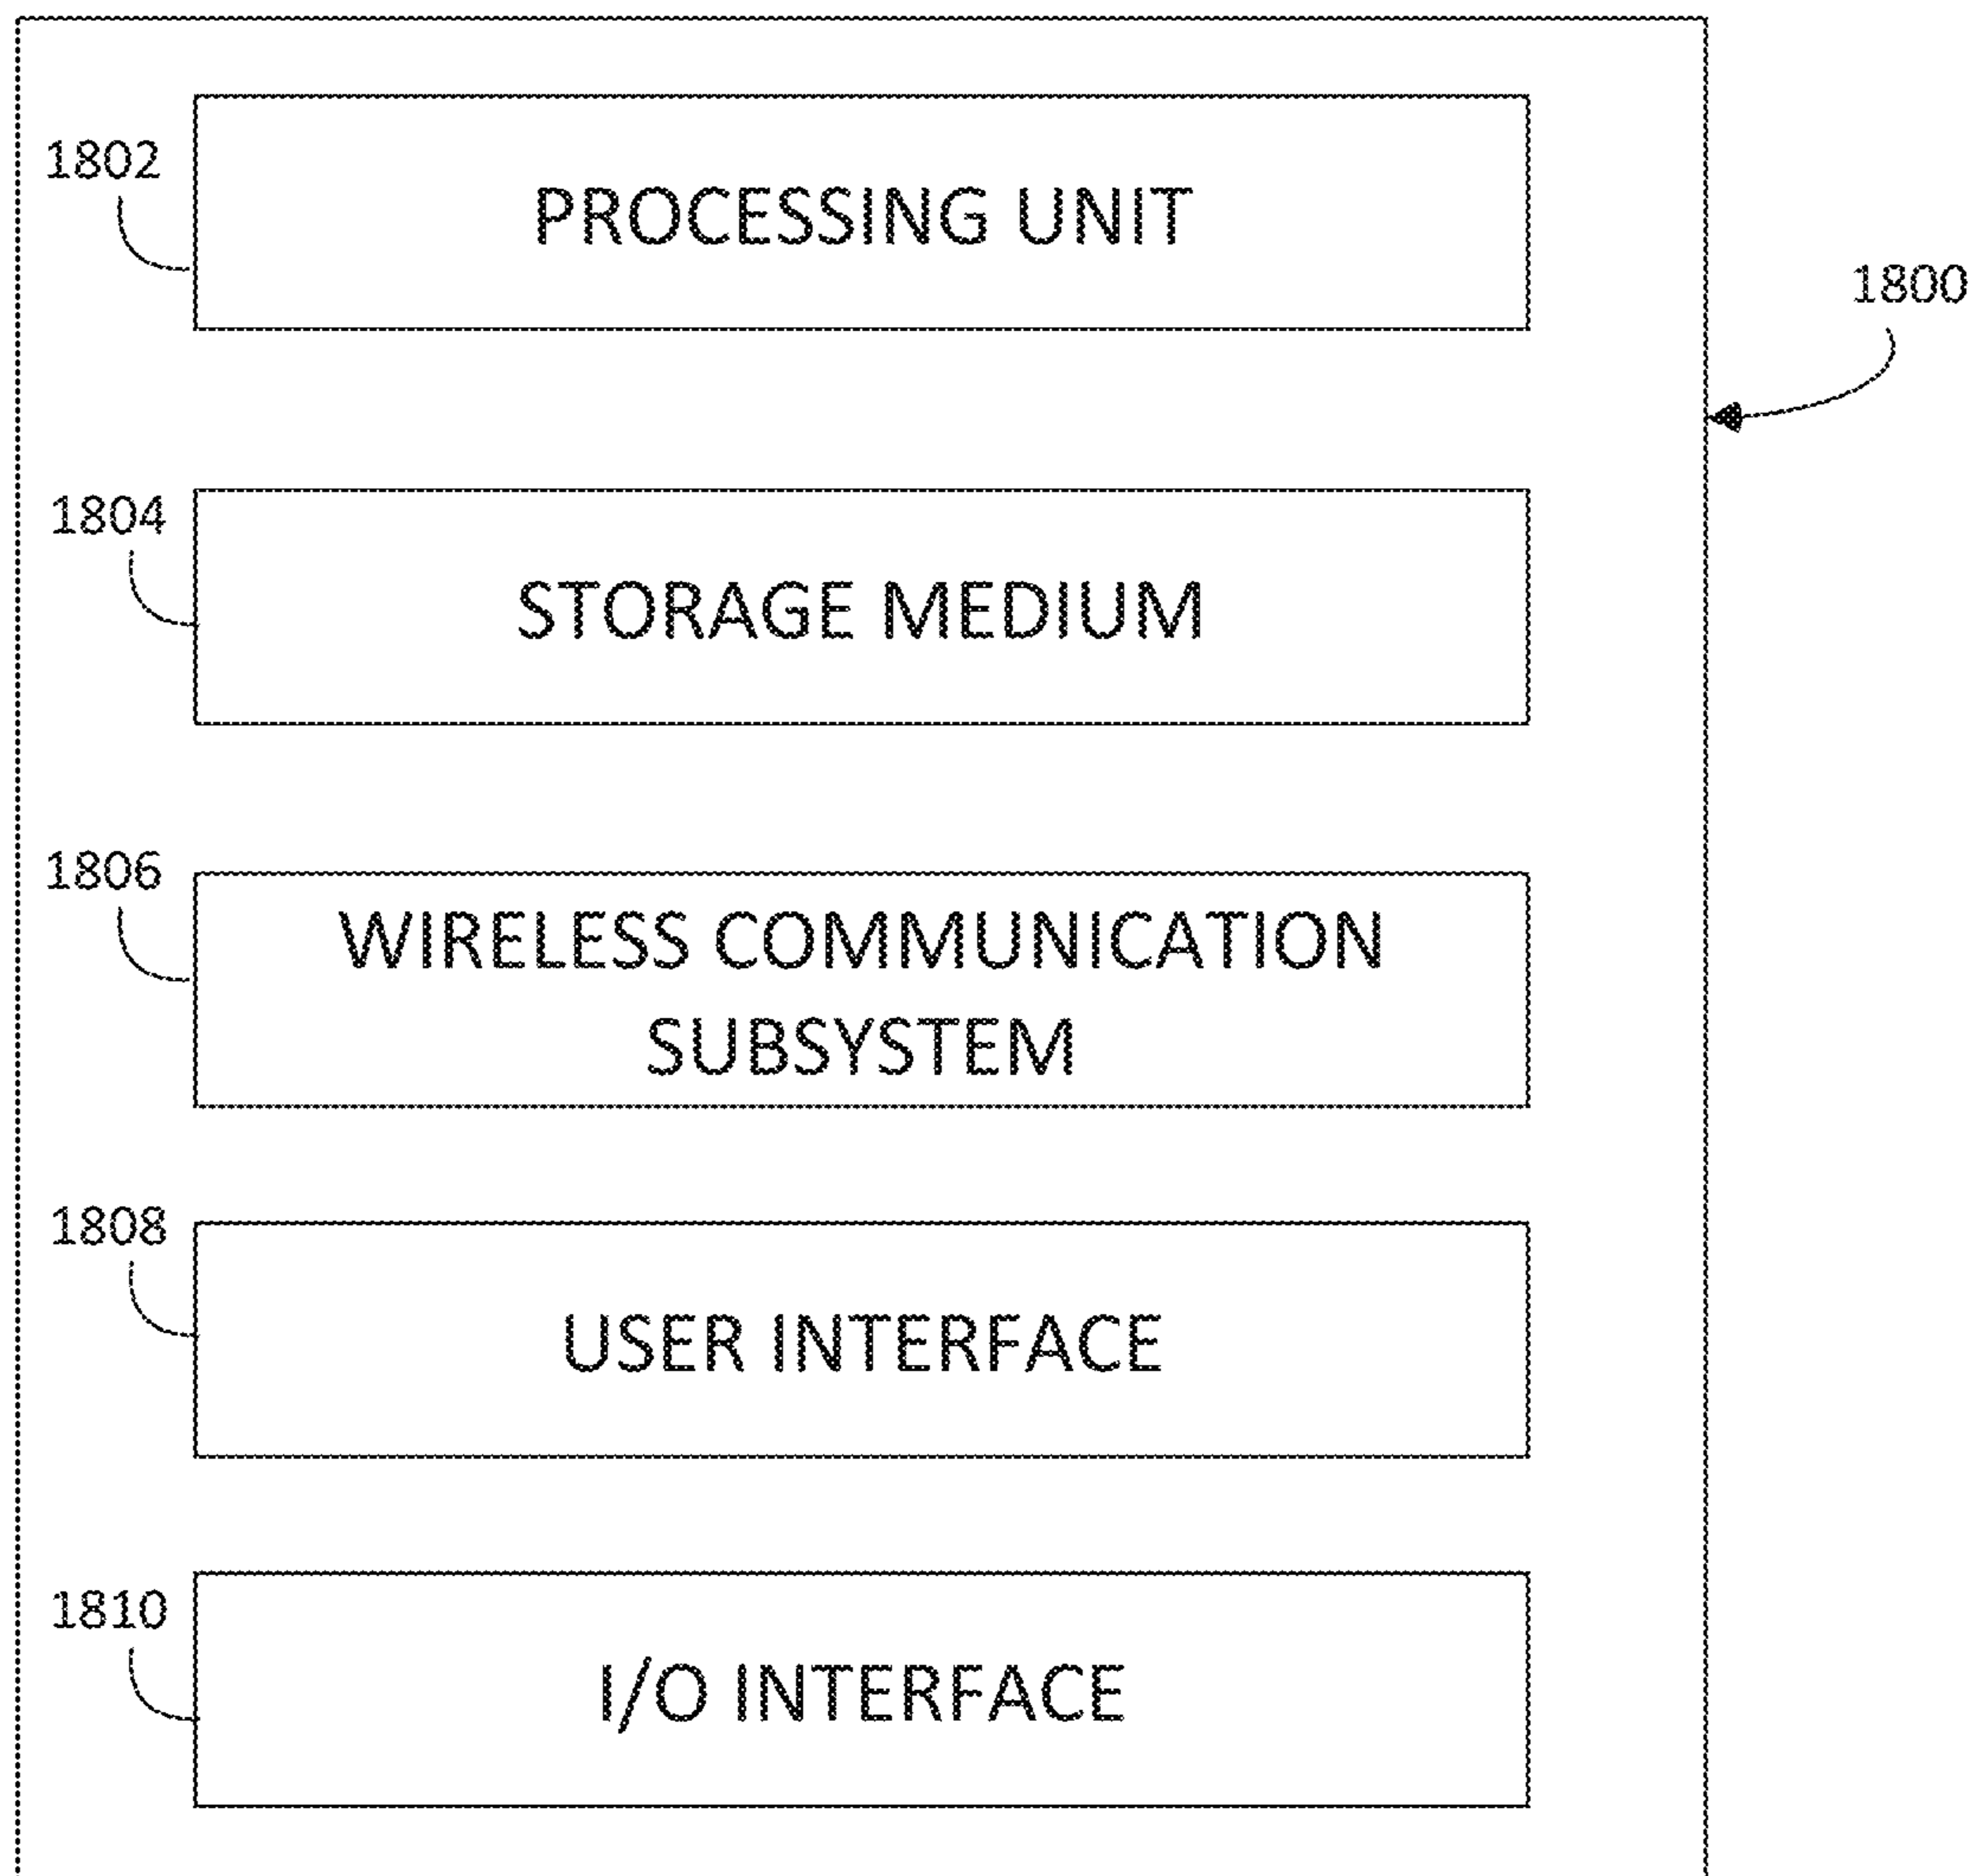 1802
PROCESSING UNIT
1800
1804
STORAGE MEDIUM
1806
WIRELESS COMMUNICATION
SUBSYSTEM
1808
USER INTERFACE
1810
I/O INTERFACE